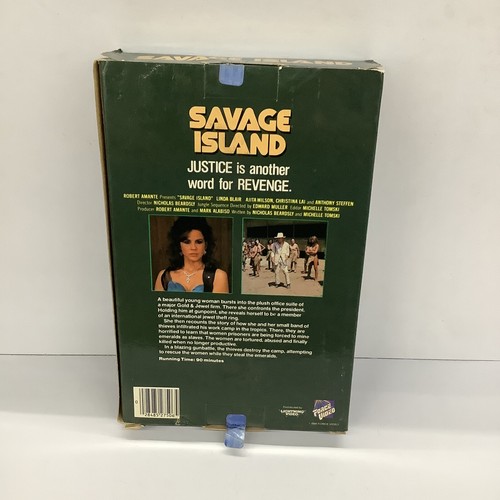 SAVAGE ISLAND
SAVAGE
ISLAND
JUSTICE is another
word for REVENGE.
ROBERT AMANTE Presents "SAVAGE ISLAND" LINDA BLAIR AJITA WILSON, CHRISTINA LAI and ANTHONY STEFFEN
Director NICHOLAS BEARDSLY Jungle Sequence Directed by EDWARD MULLER Editor MICHELLE TOMSKI
Producer ROBERT AMANTE and MARK ALABISO Written by NICHOLAS BEARDSLY and MICHELLE TOMSKI
A beautiful young woman bursts into the plush office suite of
a major Gold & Jewel firm. There she confronts the president.
Holding him at gunpoint, she reveals herself to be a member
of an international jewel theft ring.
She then recounts the story of how she and her small band of
thieves infiltrated his work camp in the tropics. There, they are
horrified to learn that women prisoners are being forced to mine
emeralds as slaves. The women are tortured, abused and finally
killed when no longer productive.
In a blazing gunbattle, the thieves destroy the camp, attempting
to rescue the women while they steal the emeralds.
Running Time: 90 minutes
LIGHTNING
VIDEO
FORCE
VIDEO